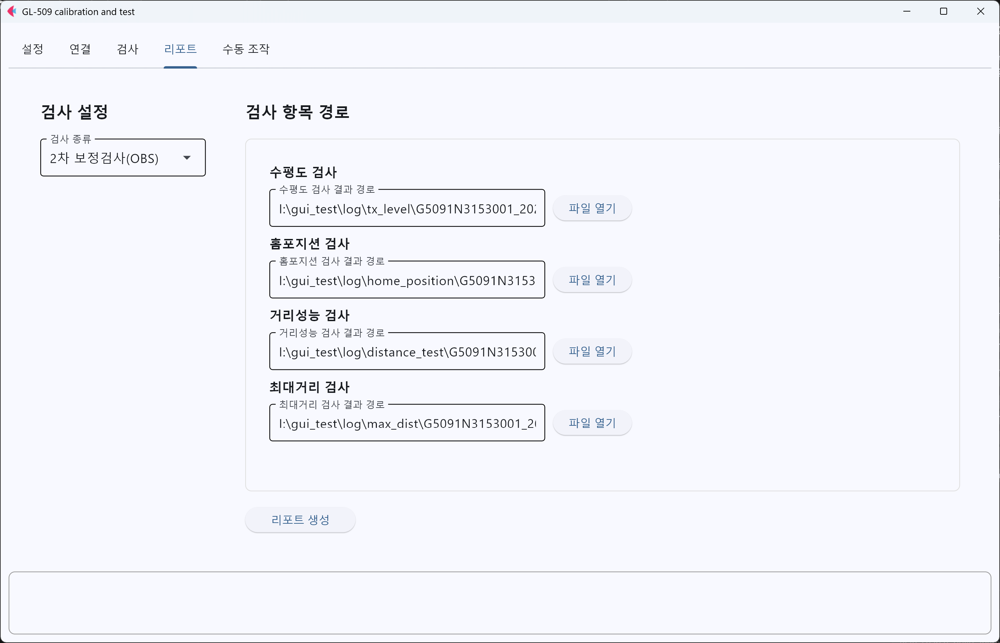 GL-509 calibration and test
설정 연결 검사 리포트 수동 조작
검사 설정
검사 종류
2차 보정검사(OBS)
검사 항목 경로
수평도 검사
수평도 검사 결과 경로
I:\gui_test\log\tx_level\G5091N3153001_202
파일 열기
홈포지션 검사
홈포지션 검사 결과 경로
I:\gui_test\log\home_position\G5091N3153
파일 열기
거리성능 검사
거리성능 검사 결과 경로
I:\gui_test\log\distance_test\G5091N315300
파일 열기
최대거리 검사
최대거리 검사 결과 경로
I:\gui_test\log\max_dist\G5091N3153001_20
파일 열기
리포트 생성